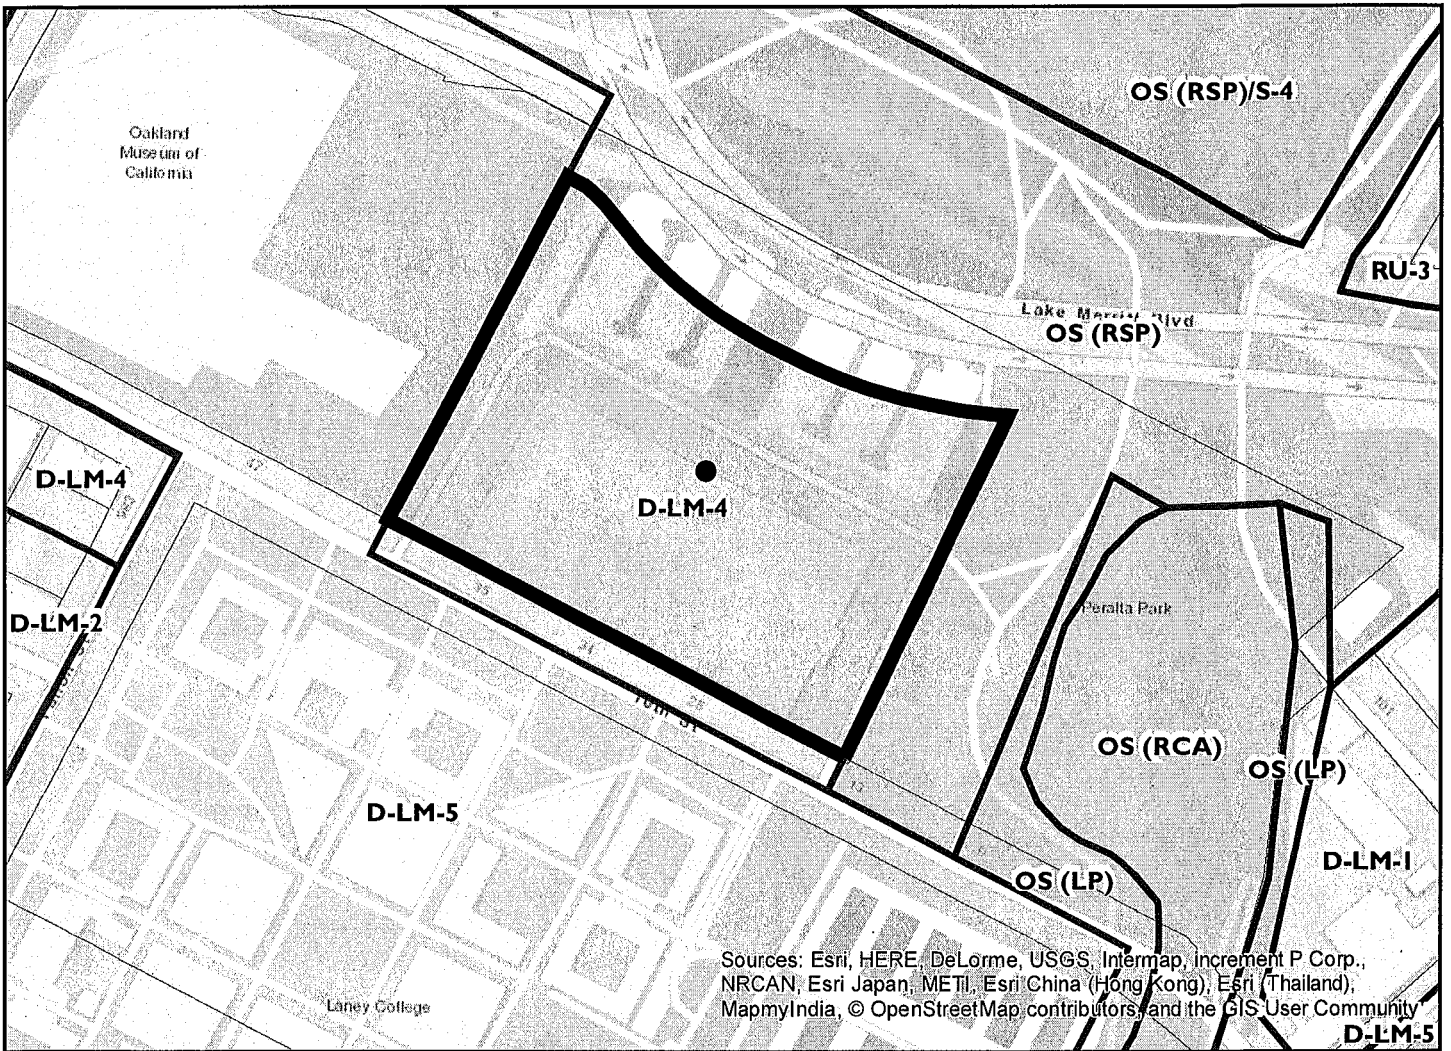 OS (RSP)/S-4
Oakland
Museum of
California
RU-3
Lake Merritt Blvd
OS (RSP)
D-LM-4
D-LM-4
D-LM-2
Peralta Park
10th St
OS (RCA)
OS (LP)
D-LM-5
D-LM-1
OS (LP)
Sources: Esri, HERE, DeLorme, USGS, Intermap, increment P Corp.,
NRCAN, Esri Japan, METI, Esri China (Hong Kong), Esri (Thailand),
MapmyIndia, © OpenStreetMap contributors, and the GIS User Community
Laney College
D-LM-5